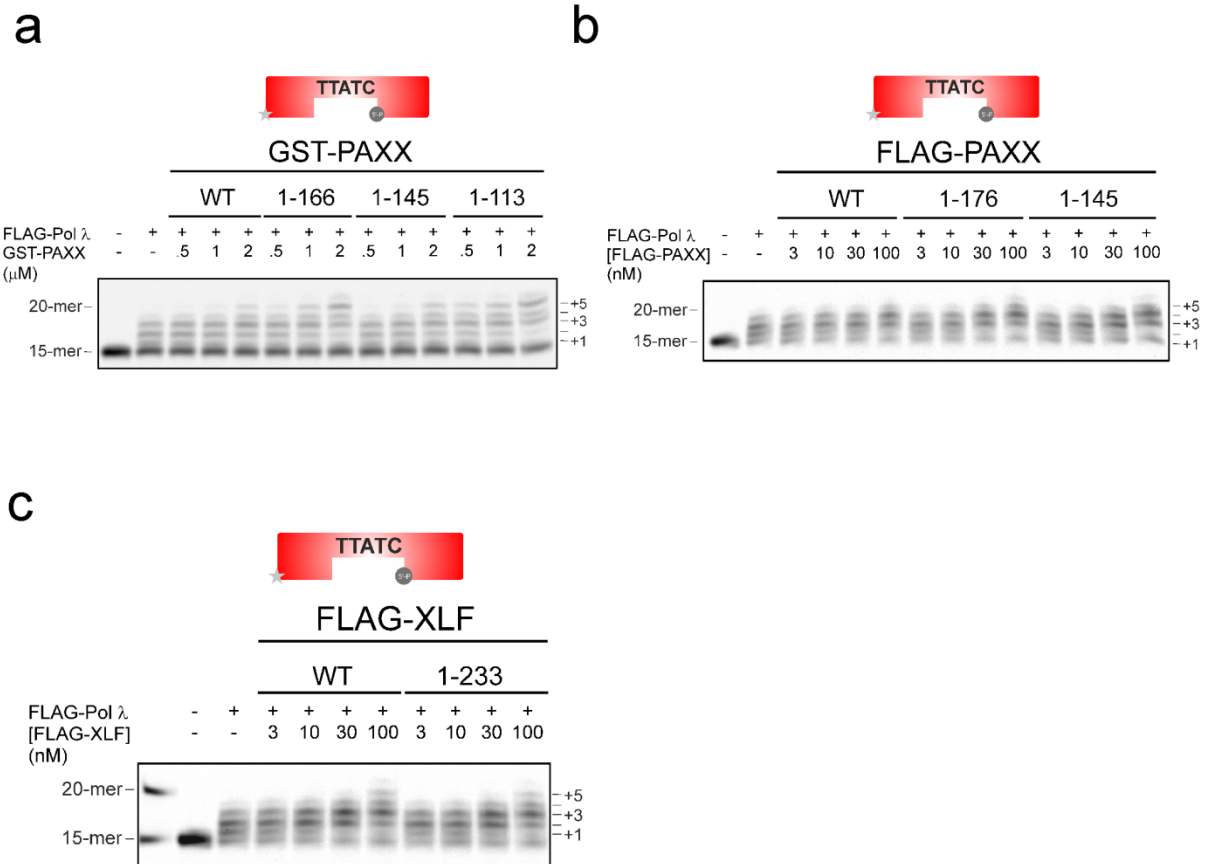 a
TTATC
5'-P
GST-PAXX
WT 1-166 1-145 1-113
FLAG-Pol λ - + + + + + + + + + + + + +
GST-PAXX - - .5 1 2 .5 1 2 .5 1 2 .5 1 2
(μM)
20-mer
15-mer
+5
+3
+1
b
TTATC
5'-P
FLAG-PAXX
WT 1-176 1-145
FLAG-Pol λ - + + + + + + + + + + + + +
[FLAG-PAXX] - - 3 10 30 100 3 10 30 100 3 10 30 100
(nM)
20-mer
15-mer
+5
+3
+1
c
TTATC
5'-P
FLAG-XLF
WT 1-233
FLAG-Pol λ - + + + + + + + + +
[FLAG-XLF] - - 3 10 30 100 3 10 30 100
(nM)
20-mer
15-mer
+5
+3
+1